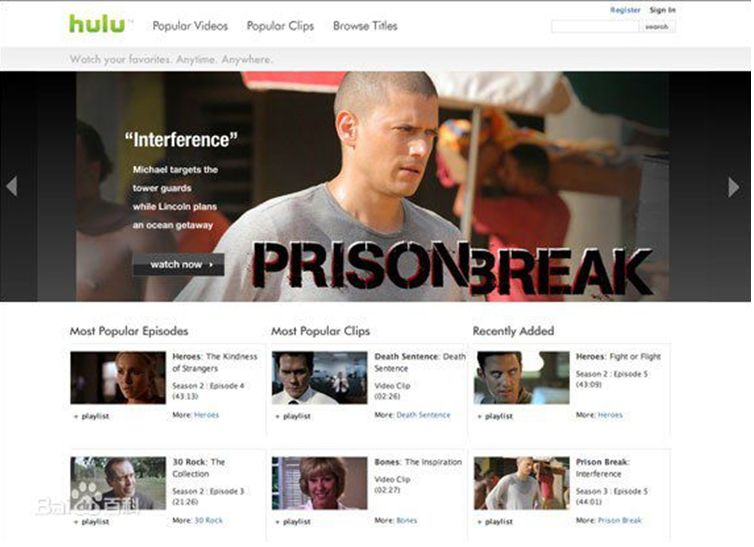 hulu™
Popular Videos
Popular Clips
Browse Titles
Register
Sign In
search
Watch your favorites. Anytime. Anywhere.
“Interference”
Michael targets the
tower guards
while Lincoln plans
an ocean getaway
watch now
PRISON BREAK
Most Popular Episodes
Heroes: The Kindness
of Strangers
Season 2 : Episode 4
(43:13)
+ playlist
More: Heroes
30 Rock: The
Collection
Season 2 : Episode 3
(21:26)
+ playlist
More: 30 Rock
Most Popular Clips
Death Sentence: Death
Sentence
Video Clip
(02:26)
+ playlist
More: Death Sentence
Bones: The Inspiration
Video Clip
(02:27)
+ playlist
More: Bones
Recently Added
Heroes: Fight or Flight
Season 2 : Episode 5
(43:09)
+ playlist
More: Heroes
Prison Break:
Interference
Season 3 : Episode 5
(44:01)
+ playlist
More: Prison Break
Bai百科